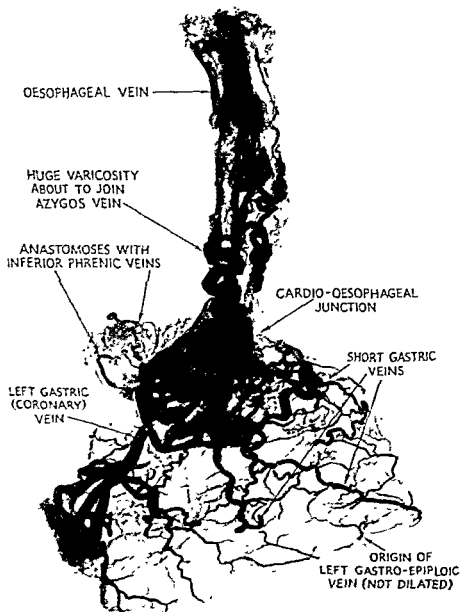 OESOPHAGEAL VEIN
HUGE VARICOSITY
ABOUT TO JOIN
AZYGOS VEIN
ANASTOMOSES WITH
INFERIOR PHRENIC VEINS
CARDIO-OESOPHAGEAL
JUNCTION
SHORT GASTRIC
VEINS
LEFT GASTRIC
(CORONARY)
VEIN
ORIGIN OF
LEFT GASTRO-EPIPLOIC
VEIN (NOT DILATED)